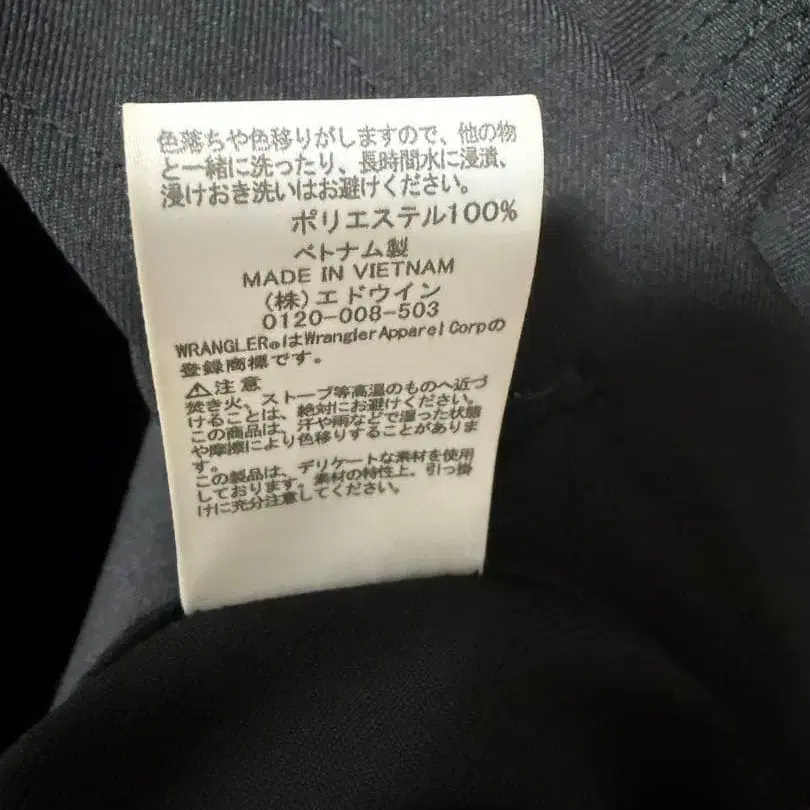 色落ちや色移りがしますので、他の物
と一緒に洗ったり、長時間水に浸漬、
浸けおき洗いはお避けください。
ポリエステル100%
ベトナム製
MADE IN VIETNAM
(株)エドウイン
0120-008-503
WRANGLER®はWrangler Apparel Corpの
登録商標です。
⚠注意
焚き火、ストーブ等高温のものへ近づ
けることは、絶対にお避けください。
この商品は、汗や雨などで湿った状態
や摩擦により色移りすることがありま
す。
この製品は、デリケートな素材を使用
しております。素材の特性上、引っ掛
けに充分注意してください。